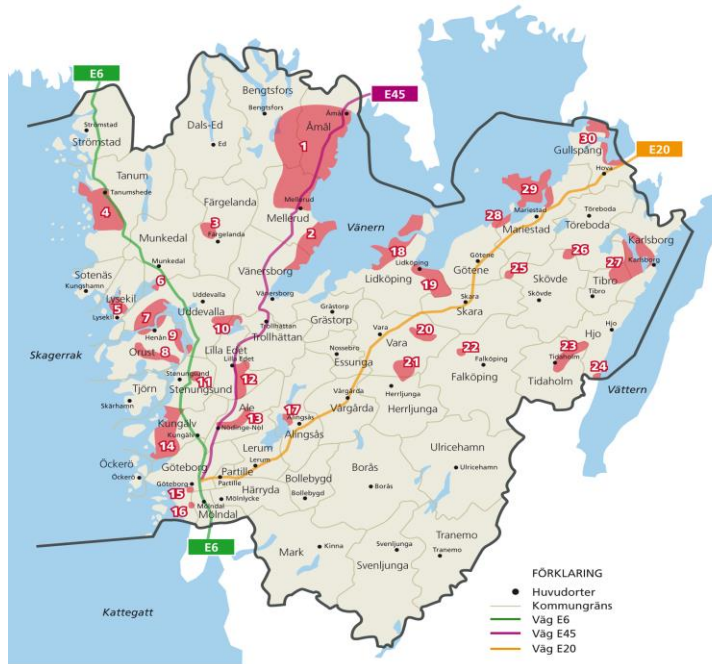 E6
E45
Bengtsfors
Bengtsfors
Strömstad
Strömstad
Dals-Ed
Ed
Åmål
Åmål
1
30
Gullspång
E20
Hova
Tanum
Tanumshede
4
Mellerud
Mellerud
29
Mariestad
Mariestad
28
Töreboda
Töreboda
Färgelanda
3
Färgelanda
2
Vänern
Munkedal
Munkedal
18
Lidköping
Lidköping
19
Götene
Götene
26
25
Karlsborg
Karlsborg
27
Sotenäs
Kungshamn
6
Vänersborg
Vänersborg
Skövde
Skövde
Tibro
Tibro
Lysekil
5
Lysekil
7
Uddevalla
Uddevalla
Grästorp
Grästorp
Skara
Skara
Henån
9
10
Trollhättan
Trollhättan
Vara
Vara
20
Hjo
Hjo
Skagerrak
Orust
8
Lilla Edet
Lilla Edet
Nossebro
Essunga
21
22
Falköping
Falköping
23
Tidaholm
Tidaholm
24
Vättern
Tjörn
Skärhamn
Stenungsund
Stenungsund
11
12
Ale
13
Nödinge-Nol
17
Alingsås
Alingsås
Vårgårda
Vårgårda
Herrljunga
Herrljunga
Kungälv
Kungälv
14
Öckerö
Öckerö
Göteborg
Göteborg
15
16
Partille
Partille
Lerum
Lerum
Mölnlycke
Härryda
Mölndal
Mölndal
Bollebygd
Bollebygd
Borås
Borås
Ulricehamn
Ulricehamn
E6
Mark
Kinna
Svenljunga
Svenljunga
Tranemo
Tranemo
Kattegatt
FÖRKLARING
Huvudorter
Kommungräns
Väg E6
Väg E45
Väg E20